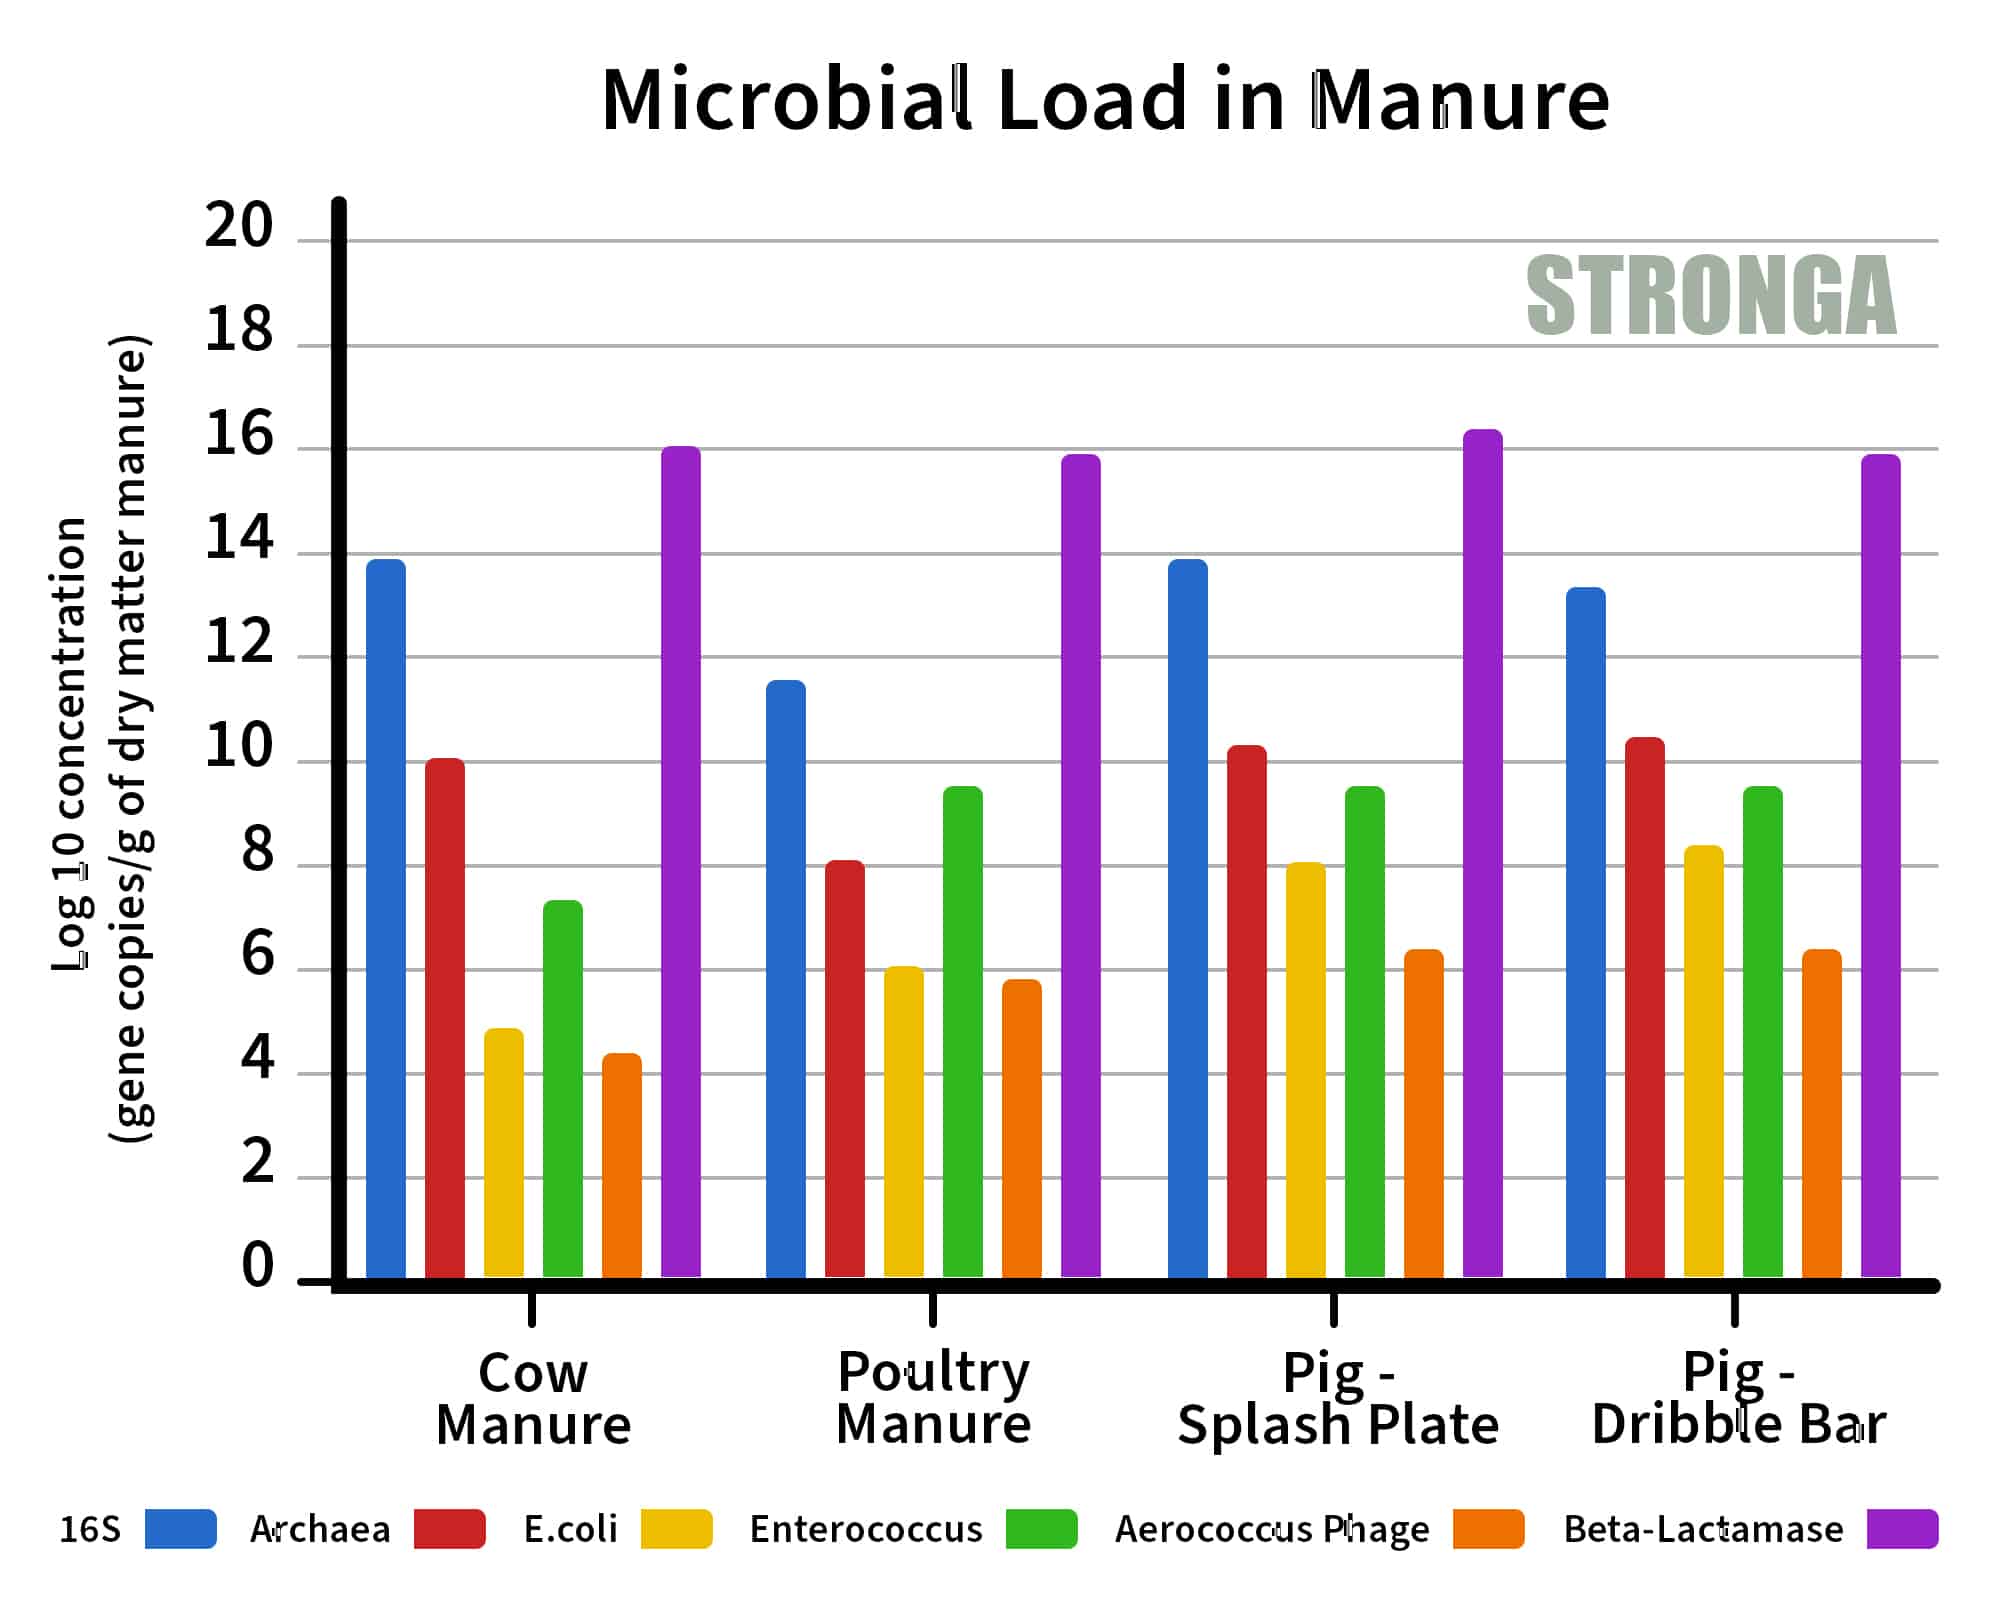 Microbial Load in Manure
STRONGA
20
18
16
14
12
10
8
6
4
2
0
Log 10 concentration
(gene copies/g of dry matter manure)
Cow
Manure
Poultry
Manure
Pig -
Splash Plate
Pig -
Dribble Bar
16S Archaea E.coli Enterococcus Aerococcus Phage Beta-Lactamase